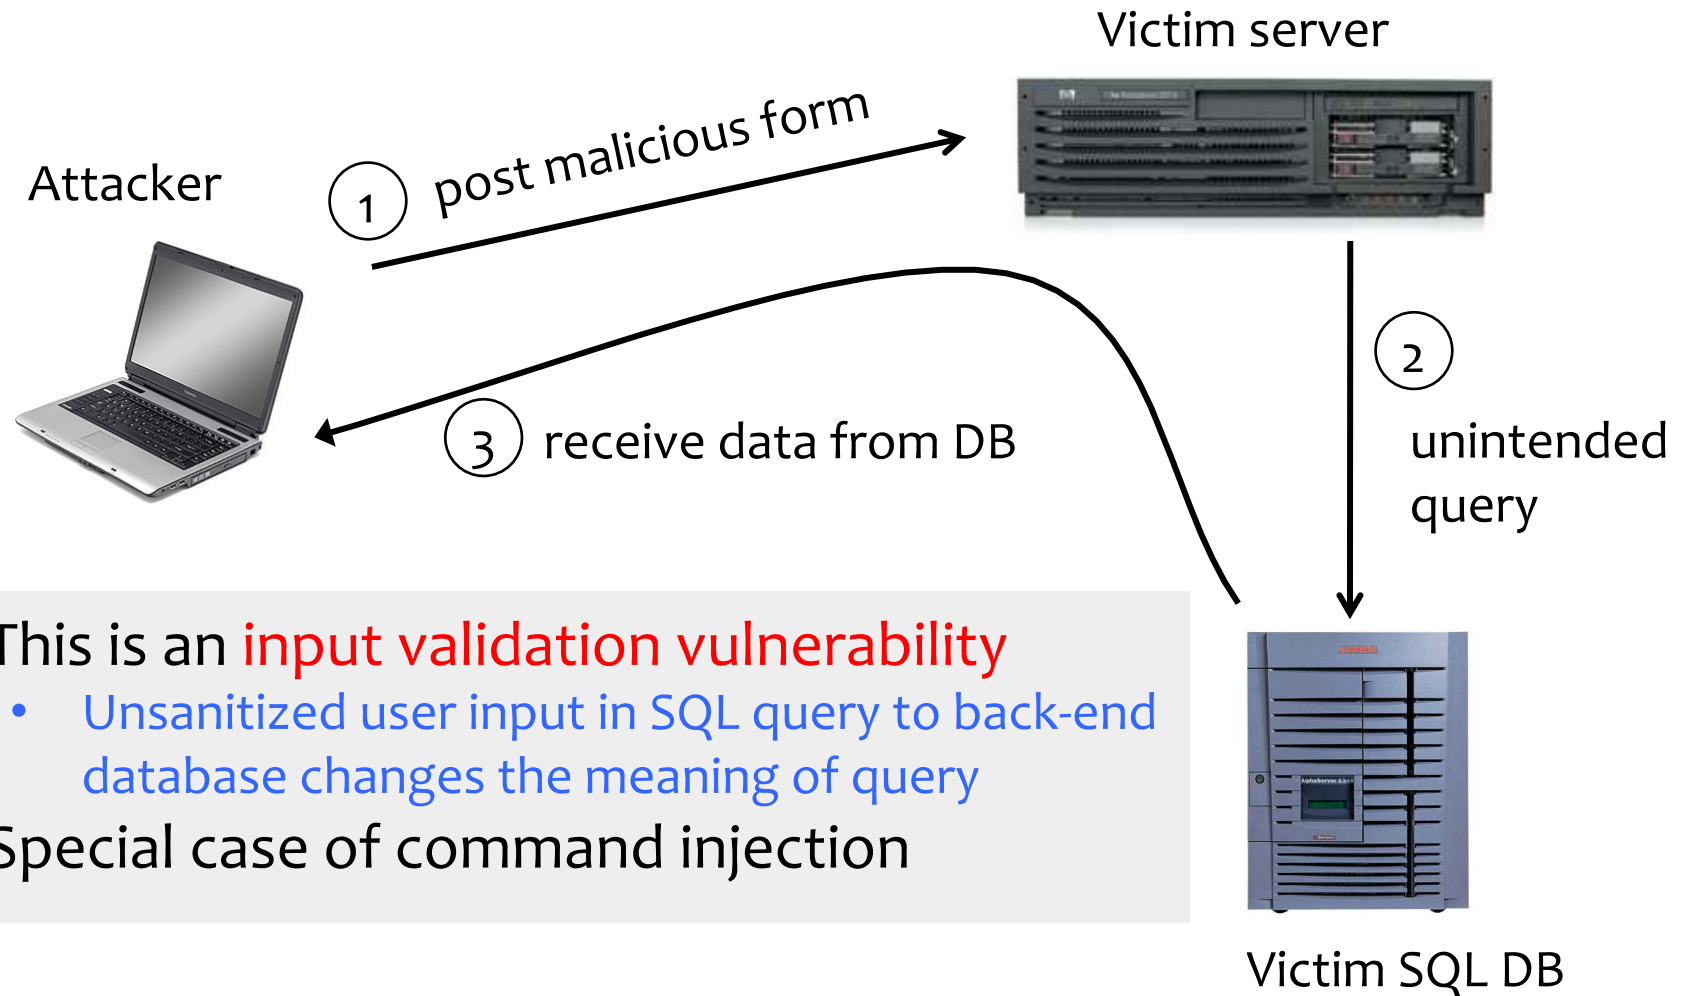 Victim server
Attacker
1 post malicious form
2
unintended
query
3 receive data from DB
This is an input validation vulnerability
• Unsanitized user input in SQL query to back-end
database changes the meaning of query
Special case of command injection
AlphaServer ES40
Victim SQL DB